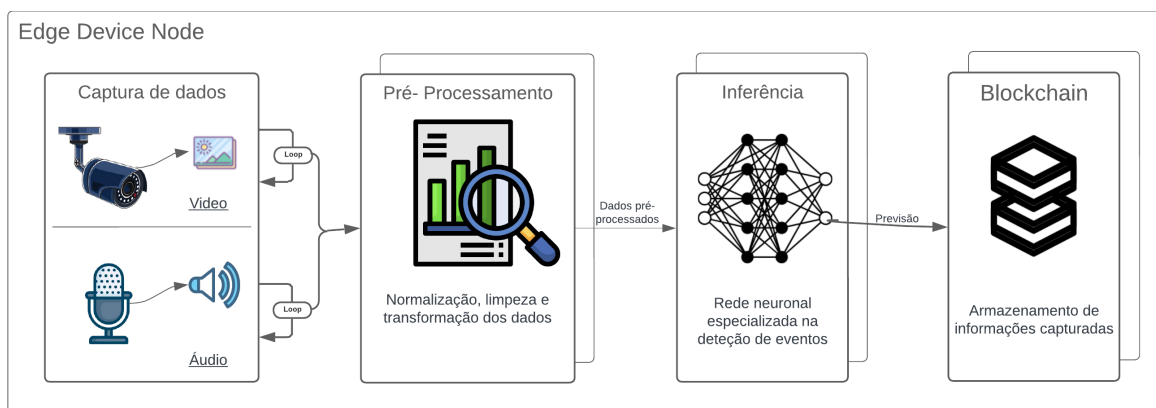 Edge Device Node
Captura de dados
Video
Loop
Áudio
Loop
Pré- Processamento
Normalização, limpeza e
transformação dos dados
Dados pré-
processados
Inferência
Rede neuronal
especializada na
deteção de eventos
Previsão
Blockchain
Armazenamento de
informações capturadas